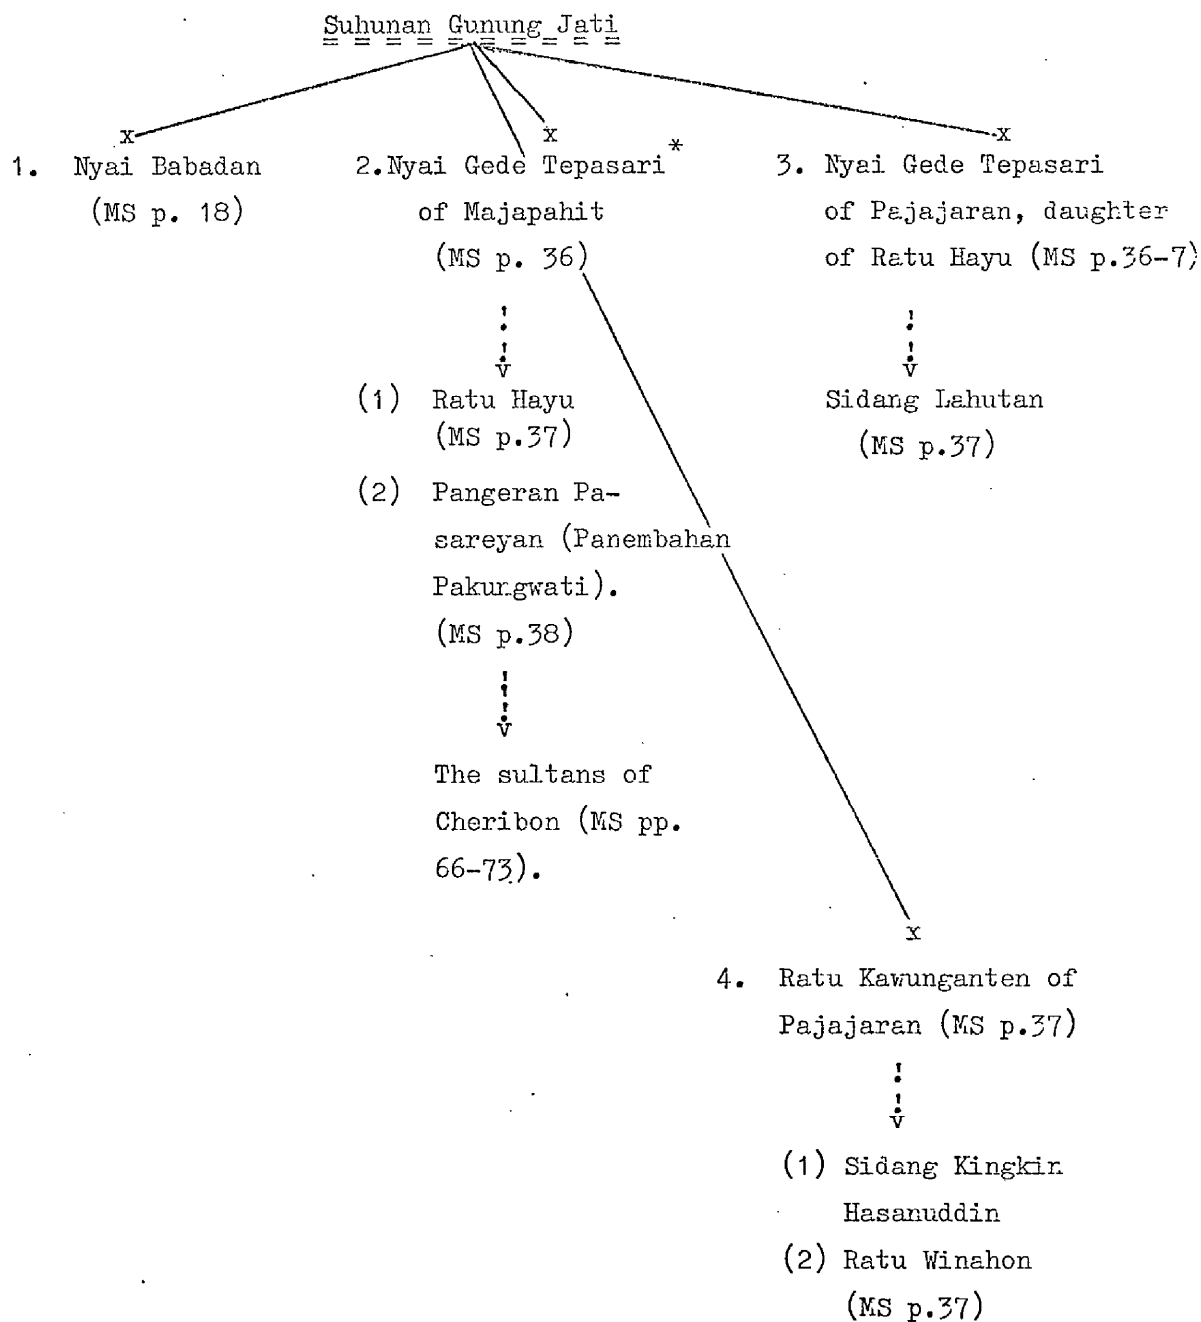 Suhunan Gunung Jati
1. Nyai Babadan
(MS p. 18)
2.Nyai Gede Tepasari*
of Majapahit
(MS p. 36)
(1) Ratu Hayu
(MS p.37)
(2) Pangeran Pa-
sareyan (Panembahan
Pakungwati).
(MS p.38)
The sultans of
Cheribon (MS pp.
66-73).
3. Nyai Gede Tepasari
of Pajajaran, daughter
of Ratu Hayu (MS p.36-7)
Sidang Lahutan
(MS p.37)
4. Ratu Kawunganten of
Pajajaran (MS p.37)
(1) Sidang Kingkin
Hasanuddin
(2) Ratu Winahon
(MS p.37)